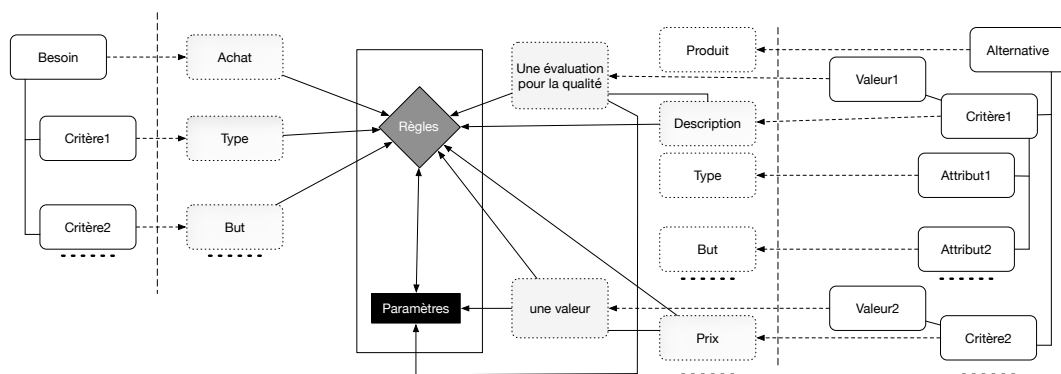 Besoin
Critère1
Critère2
Achat
Type
But
Règles
Paramètres
Une évaluation
pour la qualité
une valeur
Produit
Description
Type
But
Prix
Valeur1
Valeur2
Alternative
Critère1
Attribut1
Attribut2
Critère2